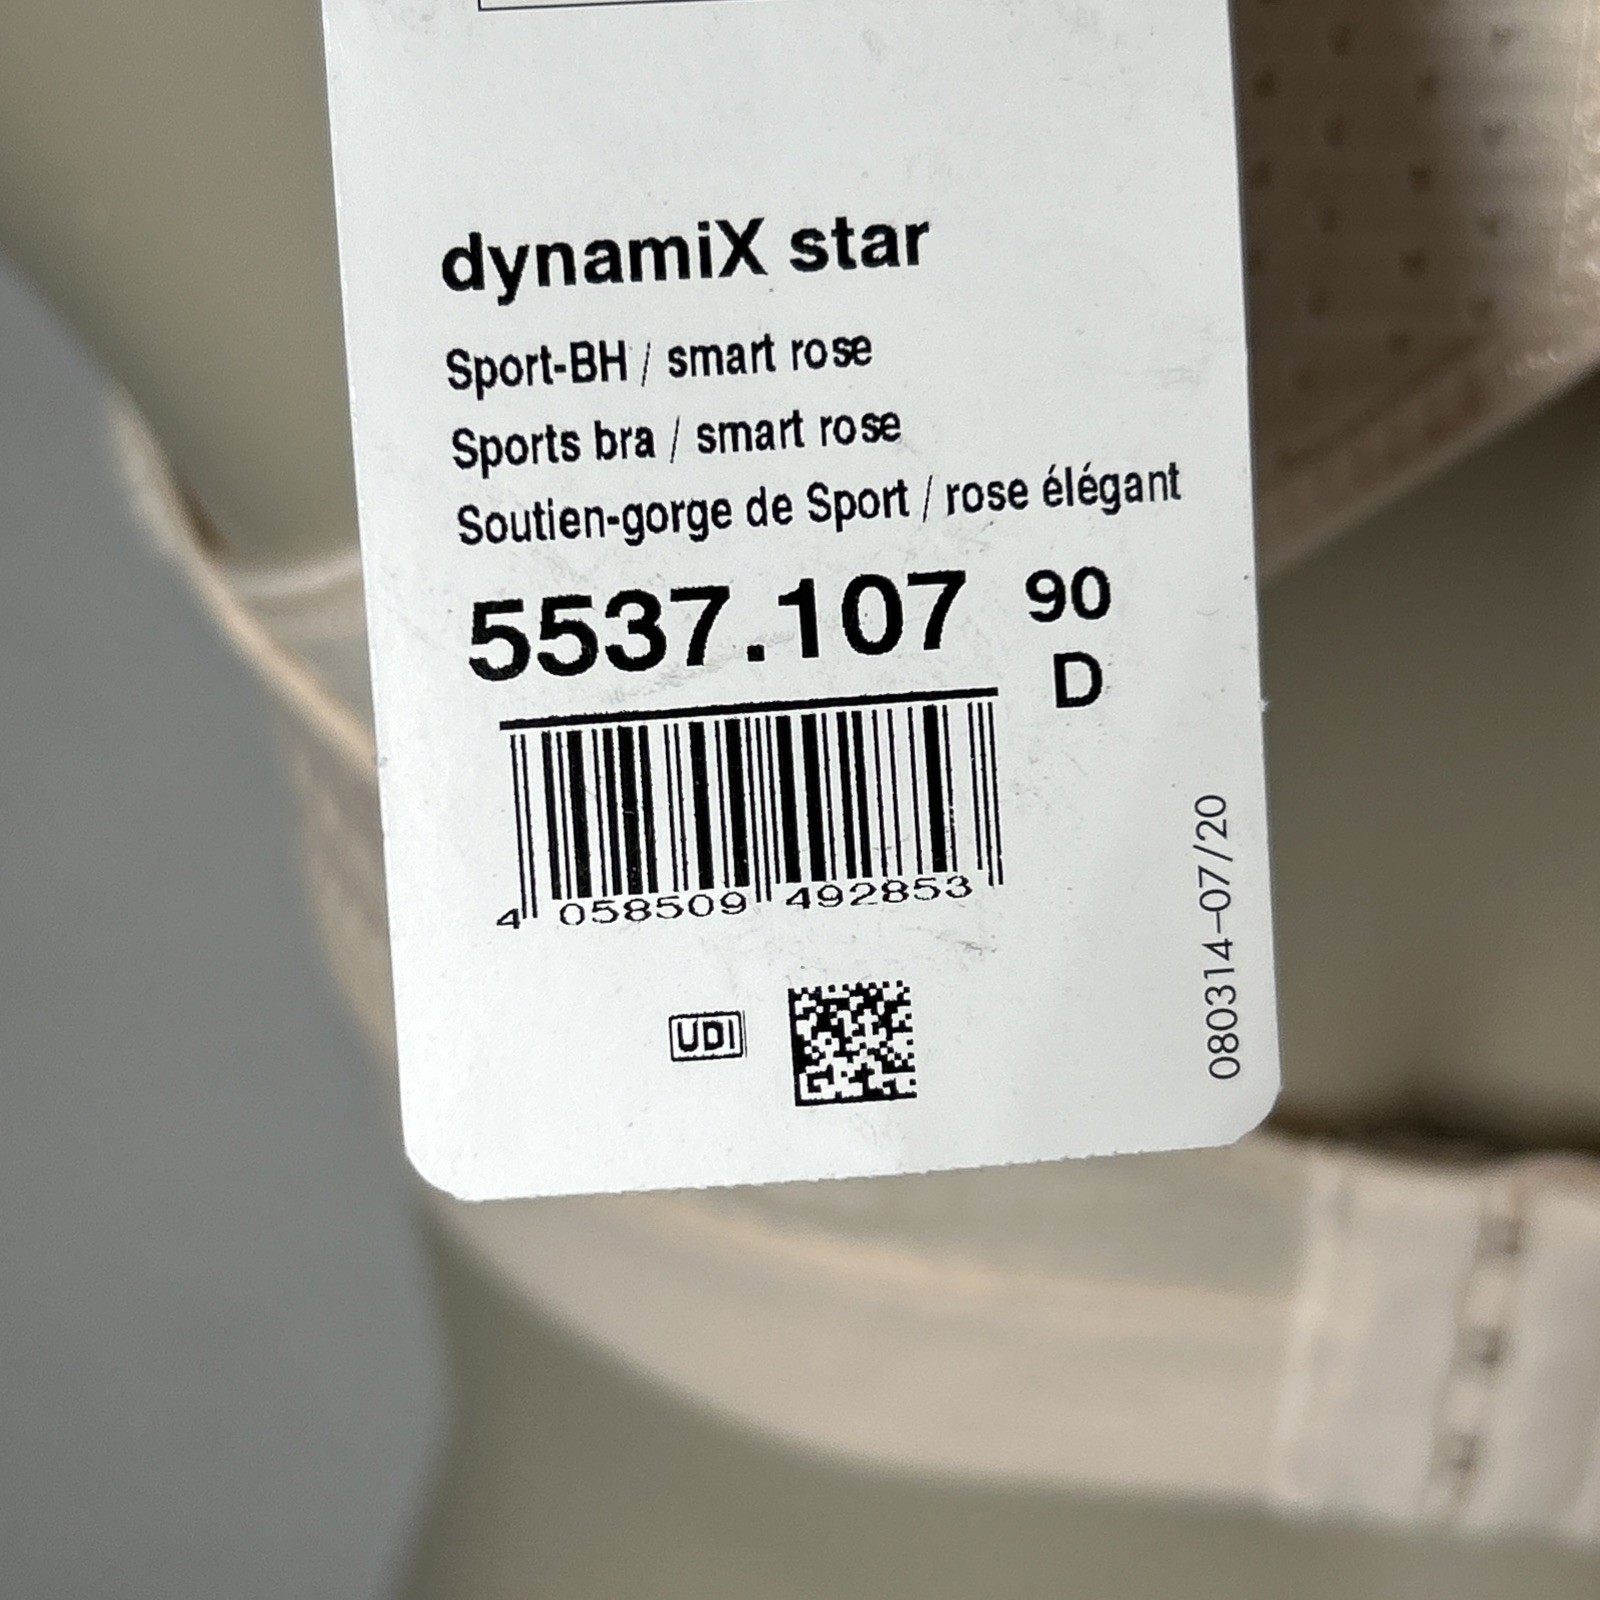 dynamiX star
Sport-BH / smart rose
Sports bra / smart rose
Soutien-gorge de Sport / rose élégant
5537.107 90
D
4 058509 492853
UDI
080314-07/20